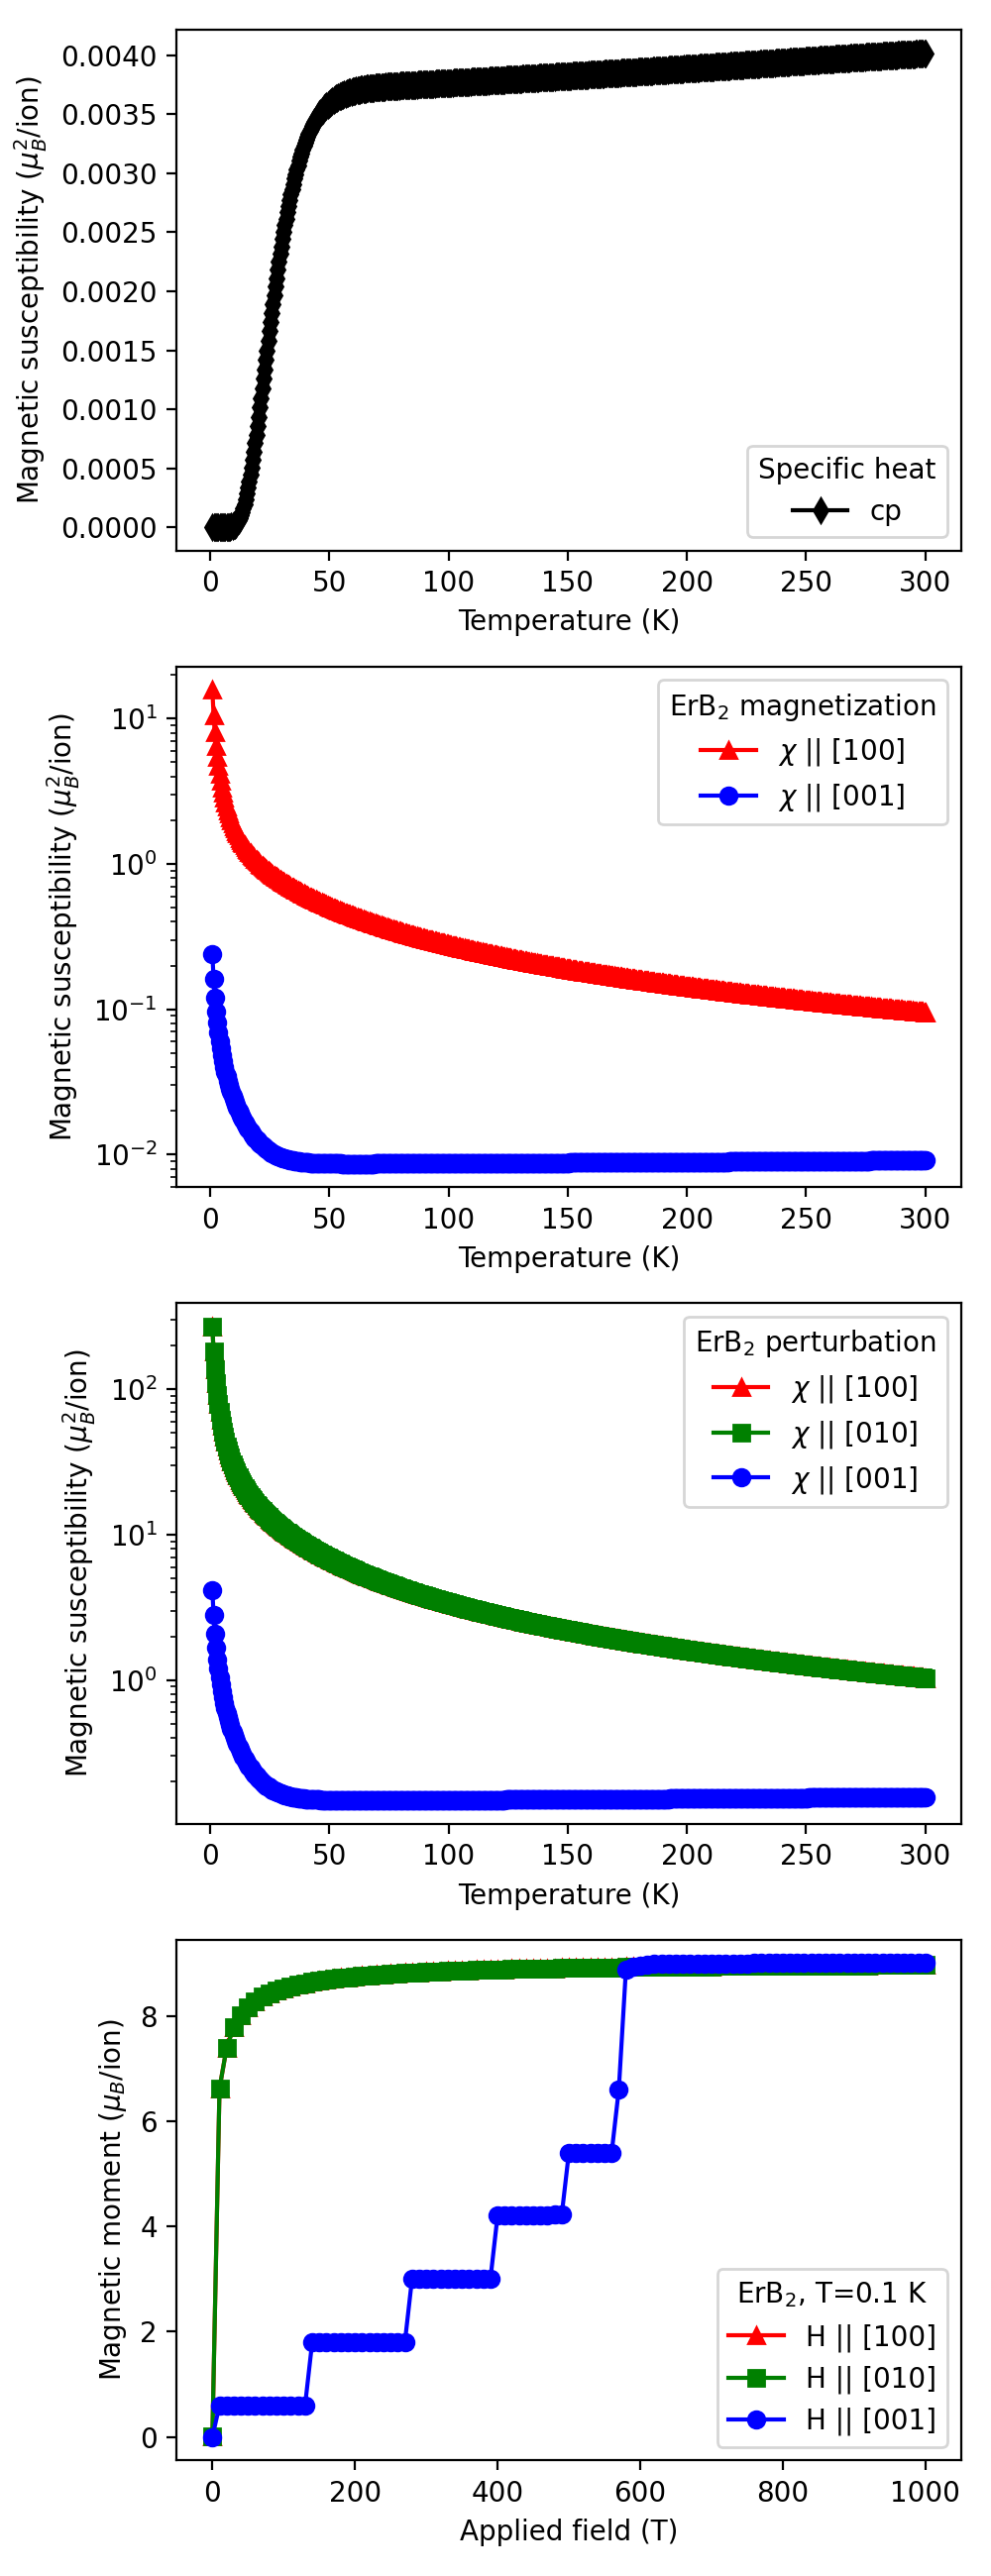 Magnetic susceptibility (μ_B^2/ion)
0.0040
0.0035
0.0030
0.0025
0.0020
0.0015
0.0010
0.0005
0.0000
Specific heat
cp
0 50 100 150 200 250 300
Temperature (K)
Magnetic susceptibility (μ_B^2/ion)
10^1
10^0
10^−1
10^−2
ErB_2 magnetization
χ || [100]
χ || [001]
0 50 100 150 200 250 300
Temperature (K)
Magnetic susceptibility (μ_B^2/ion)
10^2
10^1
10^0
ErB_2 perturbation
χ || [100]
χ || [010]
χ || [001]
0 50 100 150 200 250 300
Temperature (K)
Magnetic moment (μ_B/ion)
8
6
4
2
0
ErB_2, T=0.1 K
H || [100]
H || [010]
H || [001]
0 200 400 600 800 1000
Applied field (T)